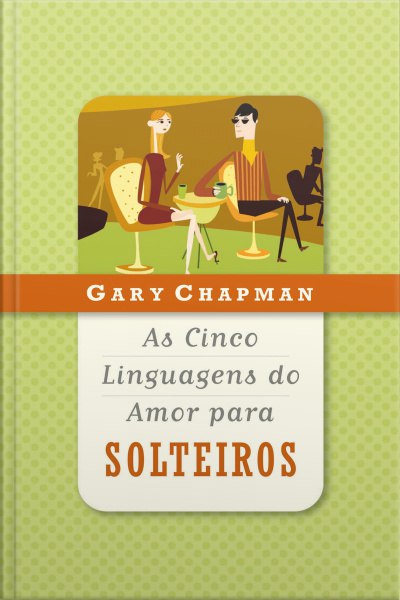 GARY CHAPMAN
As Cinco
Linguagens do
Amor para
SOLTEIROS